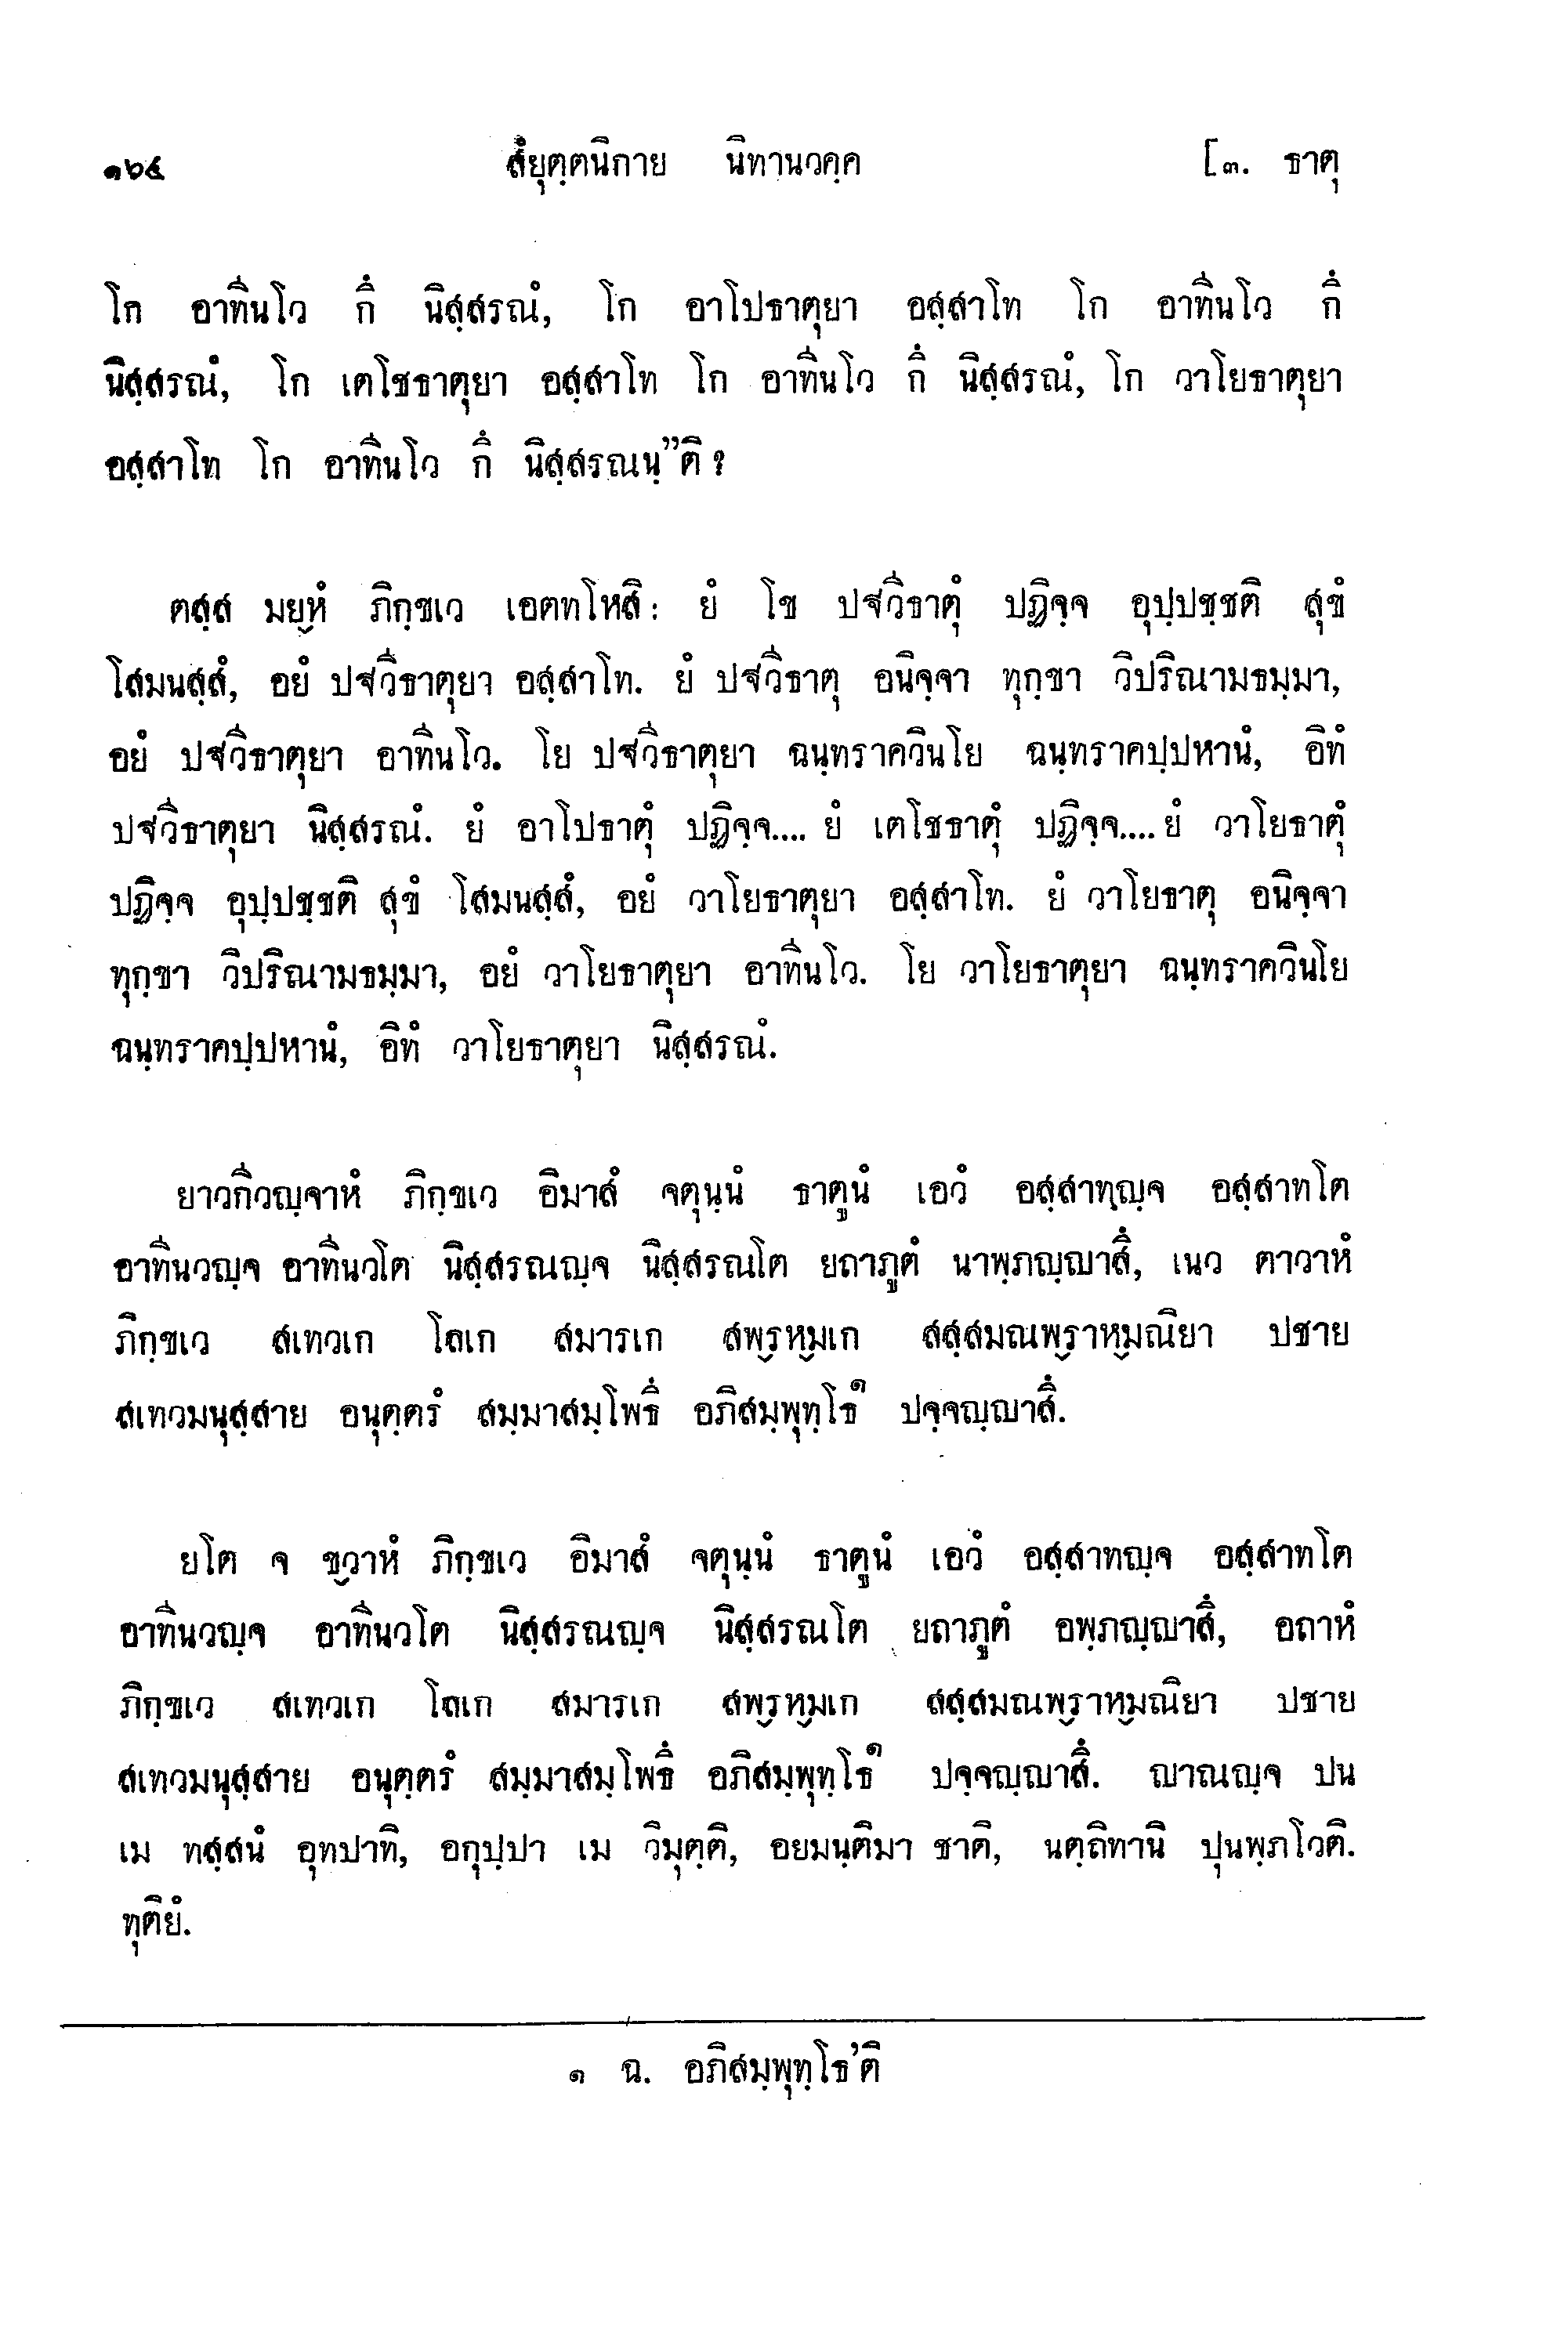 ๑๖๔ สํยุตฺตนิกาย นิทานวคฺค [๓. ธาตุ
โก อาทีนโว กึ นิสฺสรณํ, โก อาโปธาตุยา อสฺสาโท โก อาทีนโว กึ
นิสฺสรณํ, โก เตโชธาตุยา อสฺสาโท โก อาทีนโว กึ นิสฺสรณํ, โก วาโยธาตุยา
อสฺสาโท โก อาทีนโว กึ นิสฺสรณนฺ”ติ ?
ตสฺส มยฺหํ ภิกฺขเว เอตทโหสิ: ยํ โข ปฐวีธาตุํ ปฏิจฺจ อุปฺปชฺชติ สุขํ
โสมนสฺสํ, อยํ ปฐวีธาตุยา อสฺสาโท. ยํ ปฐวีธาตุ อนิจฺจา ทุกฺขา วิปริณามธมฺมา,
อยํ ปฐวีธาตุยา อาทีนโว. โย ปฐวีธาตุยา ฉนฺทราควินโย ฉนฺทราคปฺปหานํ, อิทํ
ปฐวีธาตุยา นิสฺสรณํ. ยํ อาโปธาตุํ ปฏิจฺจ.... ยํ เตโชธาตุํ ปฏิจฺจ.... ยํ วาโยธาตุํ
ปฏิจฺจ อุปฺปชฺชติ สุขํ โสมนสฺสํ, อยํ วาโยธาตุยา อสฺสาโท. ยํ วาโยธาตุ อนิจฺจา
ทุกฺขา วิปริณามธมฺมา, อยํ วาโยธาตุยา อาทีนโว. โย วาโยธาตุยา ฉนฺทราควินโย
ฉนฺทราคปฺปหานํ, อิทํ วาโยธาตุยา นิสฺสรณํ.
ยาวกีวญฺจาหํ ภิกฺขเว อิมาสํ จตุนฺนํ ธาตูนํ เอวํ อสฺสาทญฺจ อสฺสาทโต
อาทีนวญฺจ อาทีนวโต นิสฺสรณญฺจ นิสฺสรณโต ยถาภูตํ นาพฺภญฺญาสึ, เนว ตาวาหํ
ภิกฺขเว สเทวเก โลเก สมารเก สพฺรหฺมเก สสฺสมณพฺราหฺมณิยา ปชาย
สเทวมนุสฺสาย อนุตฺตรํ สมฺมาสมฺโพธึ อภิสมฺพุทฺโธ๑ ปจฺจญฺญาสึ.
ยโต จ ขฺวาหํ ภิกฺขเว อิมาสํ จตุนฺนํ ธาตูนํ เอวํ อสฺสาทญฺจ อสฺสาทโต
อาทีนวญฺจ อาทีนวโต นิสฺสรณญฺจ นิสฺสรณโต ยถาภูตํ อพฺภญฺญาสึ, อถาหํ
ภิกฺขเว สเทวเก โลเก สมารเก สพฺรหฺมเก สสฺสมณพฺราหฺมณิยา ปชาย
สเทวมนุสฺสาย อนุตฺตรํ สมฺมาสมฺโพธึ อภิสมฺพุทฺโธ๑ ปจฺจญฺญาสึ. ญาณญฺจ ปน
เม ทสฺสนํ อุทปาทิ, อกุปฺปา เม วิมุตฺติ, อยมนฺติมา ชาติ, นตฺถิทานิ ปุนพฺภโวติ.
ทุติยํ.
๑ ฉ. อภิสมฺพุทฺโธ’ติ